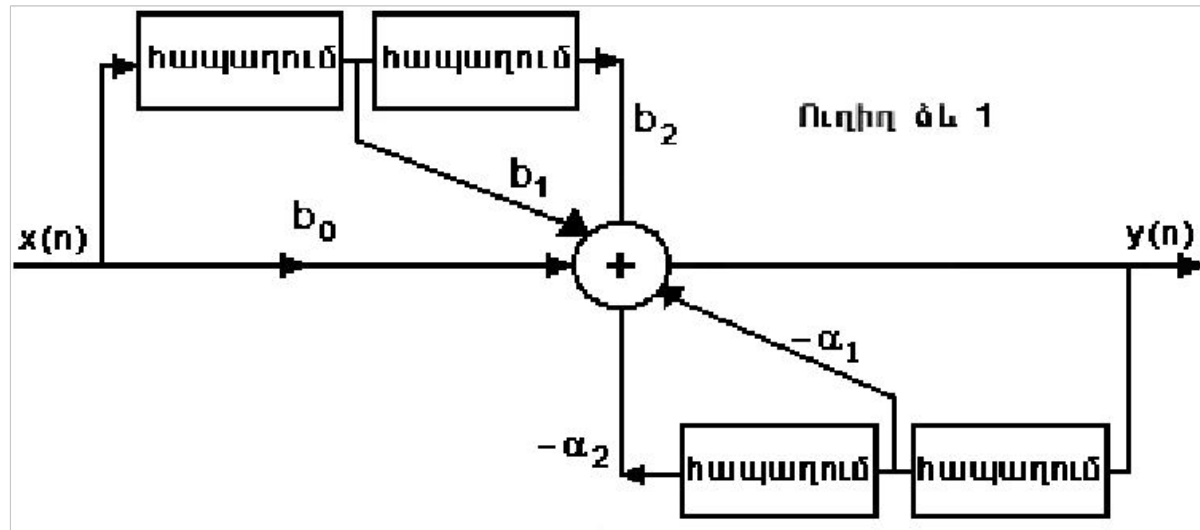 հապաղում հապաղում
Ուղիղ ձև 1
b₂
b₁
b₀
x(n)
y(n)
+
−α₁
−α₂
հապաղում հապաղում